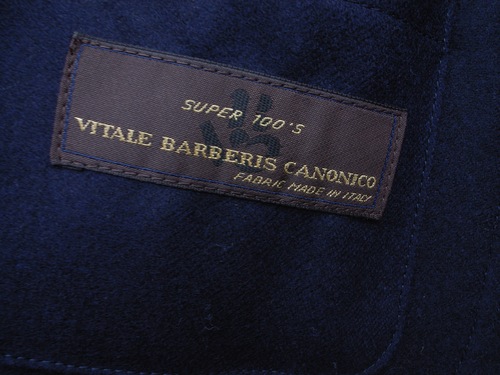 SUPER 100'S
VITALE BARBERIS CANONICO
FABRIC MADE IN ITALY